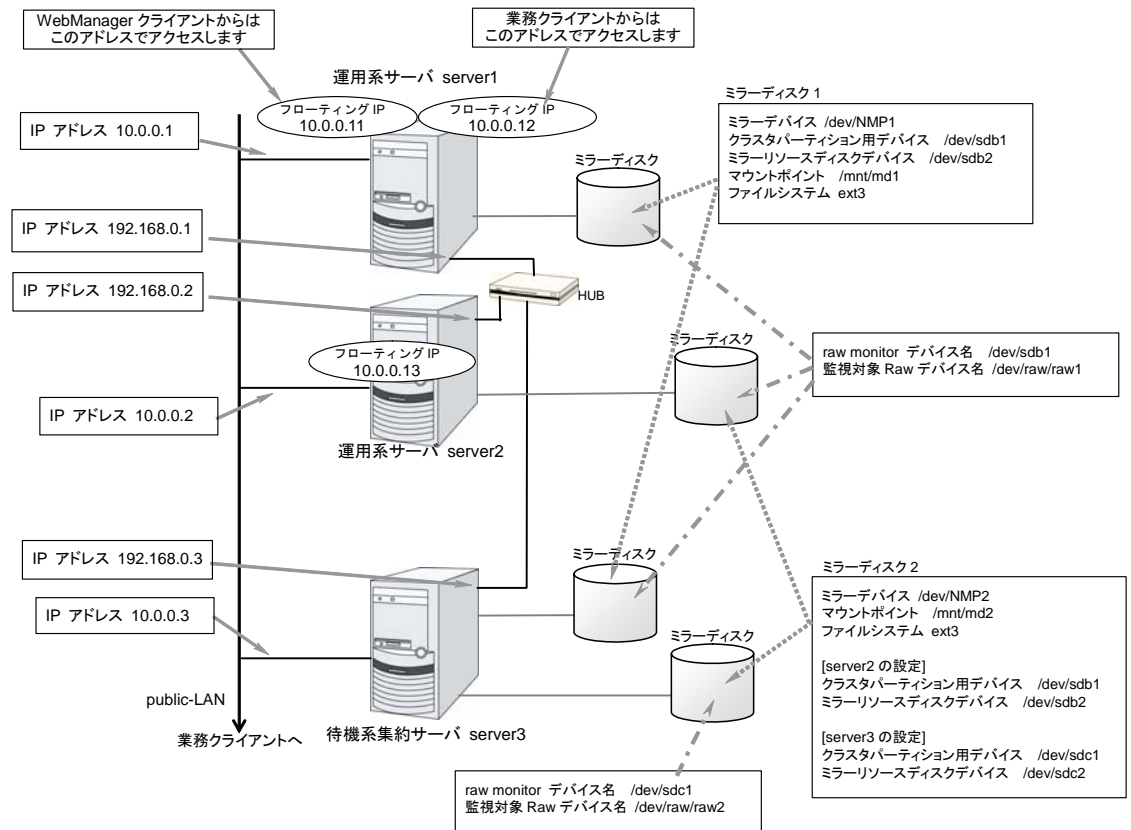 WebManager クライアントからは
このアドレスでアクセスします
業務クライアントからは
このアドレスでアクセスします
運用系サーバ server1
フローティング IP
10.0.0.11
フローティング IP
10.0.0.12
IP アドレス 10.0.0.1
ミラーディスク
ミラーディスク 1
ミラーデバイス /dev/NMP1
クラスタパーティション用デバイス /dev/sdb1
ミラーリソースディスクデバイス /dev/sdb2
マウントポイント /mnt/md1
ファイルシステム ext3
IP アドレス 192.168.0.1
IP アドレス 192.168.0.2
HUB
フローティング IP
10.0.0.13
ミラーディスク
raw monitor デバイス名 /dev/sdb1
監視対象 Raw デバイス名 /dev/raw/raw1
IP アドレス 10.0.0.2
運用系サーバ server2
IP アドレス 192.168.0.3
ミラーディスク
IP アドレス 10.0.0.3
ミラーディスク
ミラーディスク 2
ミラーデバイス /dev/NMP2
マウントポイント /mnt/md2
ファイルシステム ext3
[server2 の設定]
クラスタパーティション用デバイス /dev/sdb1
ミラーリソースディスクデバイス /dev/sdb2
[server3 の設定]
クラスタパーティション用デバイス /dev/sdc1
ミラーリソースディスクデバイス /dev/sdc2
public-LAN
業務クライアントへ
待機系集約サーバ server3
raw monitor デバイス名 /dev/sdc1
監視対象 Raw デバイス名 /dev/raw/raw2